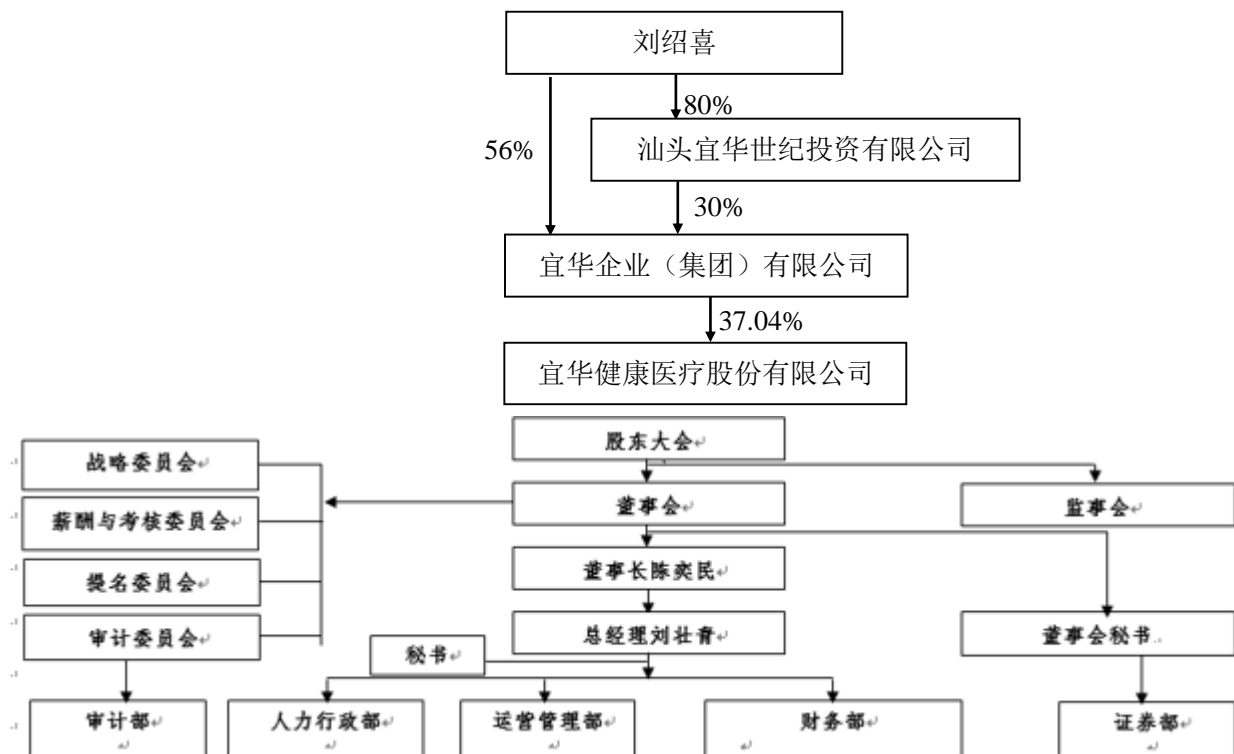 刘绍喜
80%
56%
汕头宜华世纪投资有限公司
30%
宜华企业（集团）有限公司
37.04%
宜华健康医疗股份有限公司
股东大会
战略委员会
董事会
监事会
薪酬与考核委员会
董事长陈奕民
提名委员会
总经理刘壮青
董事会秘书
审计委员会
秘书
审计部
人力行政部
运营管理部
财务部
证券部